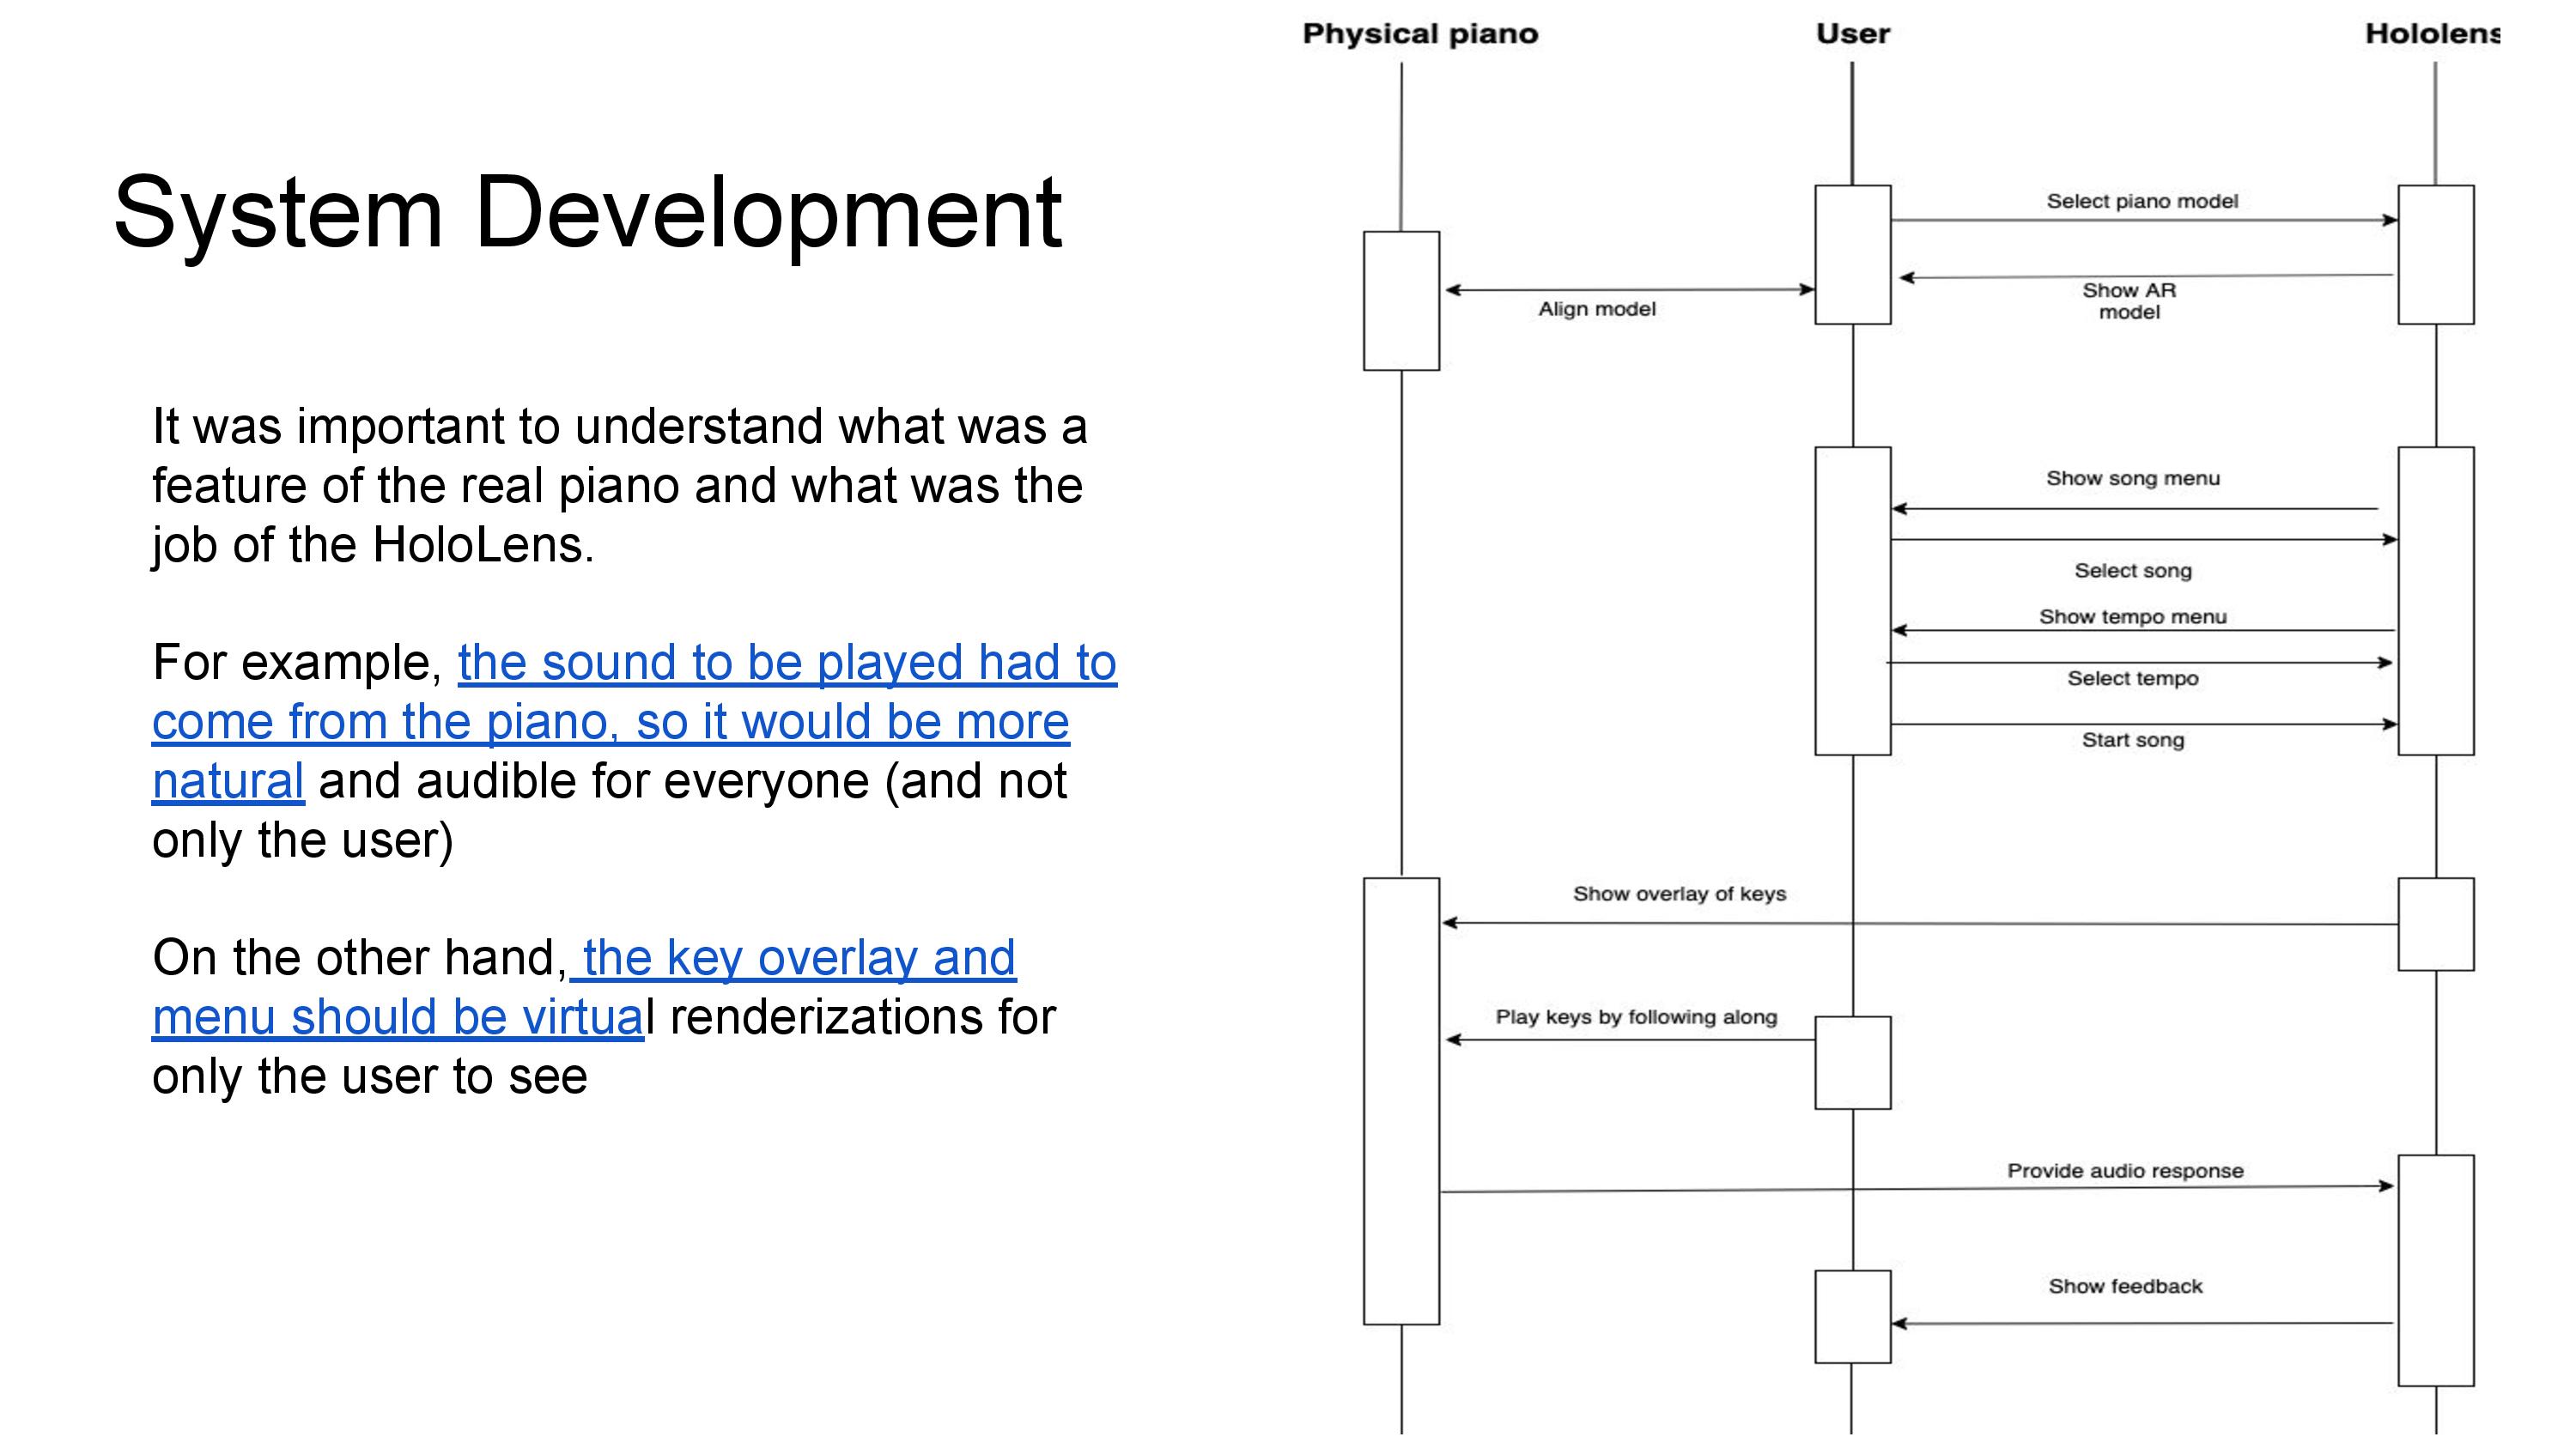 System Development
It was important to understand what was a
feature of the real piano and what was the
job of the HoloLens.
For example, the sound to be played had to
come from the piano, so it would be more
natural and audible for everyone (and not
only the user)
On the other hand, the key overlay and
menu should be virtual renderizations for
only the user to see
Physical piano
User
Hololens
Select piano model
Show AR
model
Align model
Show song menu
Select song
Show tempo menu
Select tempo
Start song
Show overlay of keys
Play keys by following along
Provide audio response
Show feedback